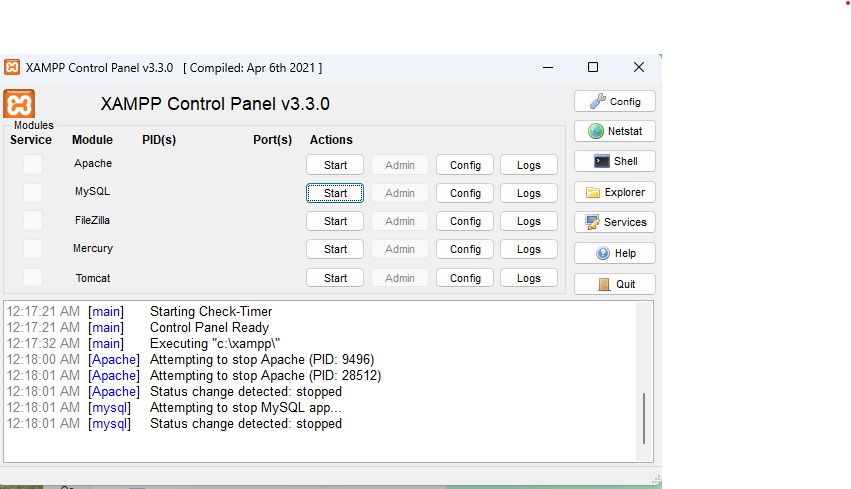 XAMPP Control Panel v3.3.0 [ Compiled: Apr 6th 2021 ]
XAMPP Control Panel v3.3.0
Config
Modules
Service Module PID(s) Port(s) Actions
Netstat
Apache Start Admin Config Logs
Shell
MySQL Start Admin Config Logs
Explorer
FileZilla Start Admin Config Logs
Services
Mercury Start Admin Config Logs
Help
Tomcat Start Admin Config Logs
Quit
12:17:21 AM [main] Starting Check-Timer
12:17:21 AM [main] Control Panel Ready
12:17:32 AM [main] Executing "c:\xampp\"
12:18:00 AM [Apache] Attempting to stop Apache (PID: 9496)
12:18:01 AM [Apache] Attempting to stop Apache (PID: 28512)
12:18:01 AM [Apache] Status change detected: stopped
12:18:01 AM [mysql] Attempting to stop MySQL app...
12:18:01 AM [mysql] Status change detected: stopped